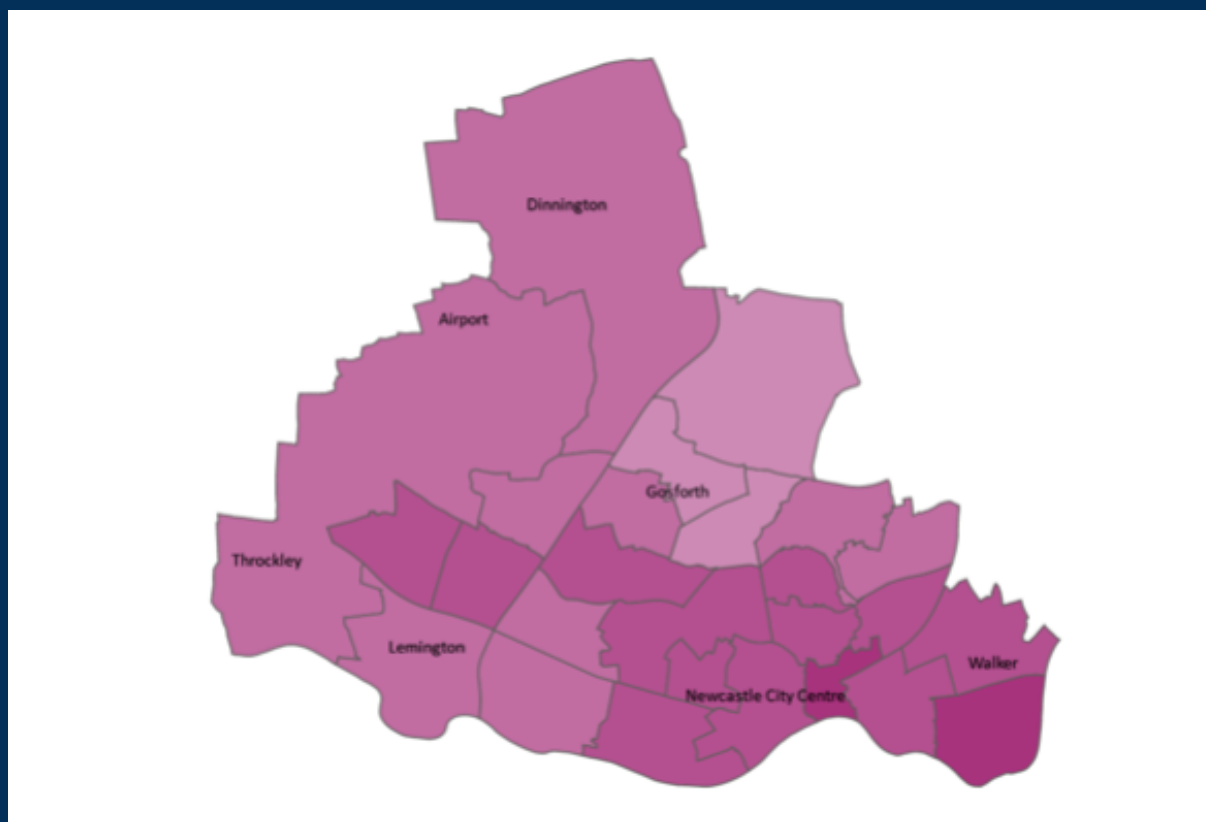 Dinnington
Airport
Gosforth
Throckley
Lemington
Walker
Newcastle City Centre